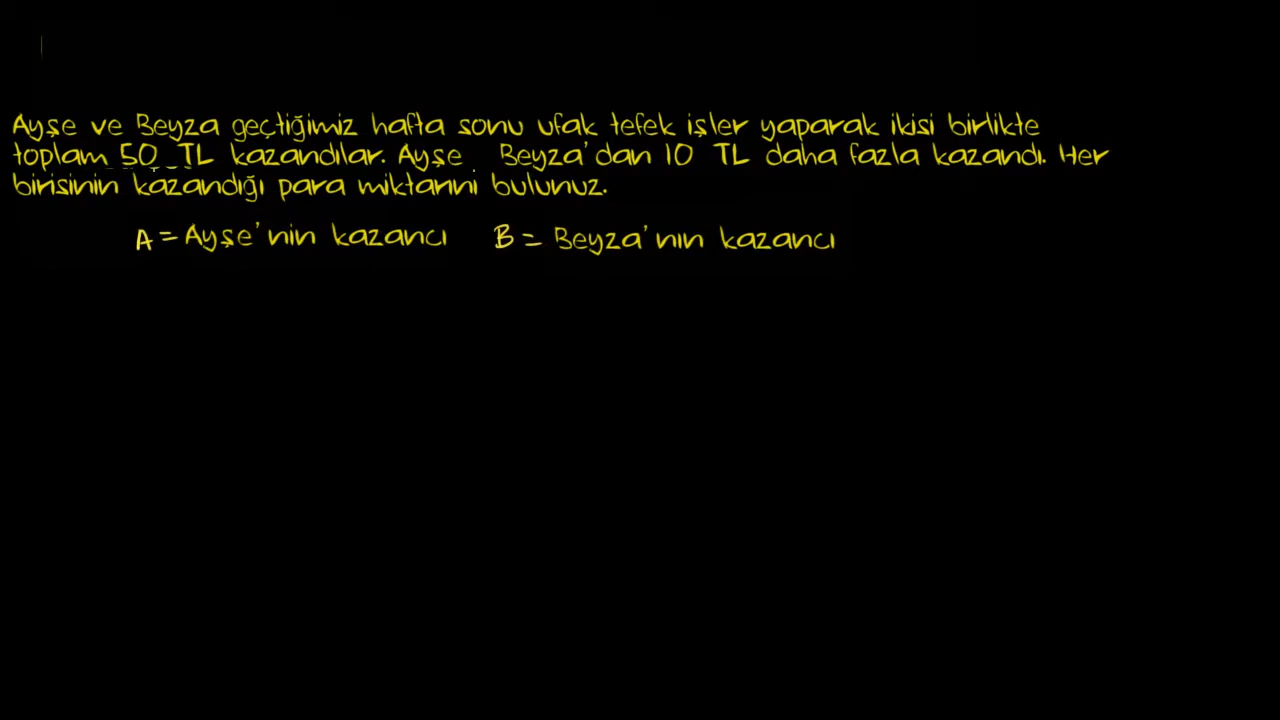 Ayşe ve Beyza geçtiğimiz hafta sonu ufak tefek işler yaparak ikisi birlikte
toplam 50 TL kazandılar. Ayşe Beyza'dan 10 TL daha fazla kazandı. Her
birisinin kazandığı para miktarıni bulunuz.
A = Ayşe'nin kazancı B = Beyza'nın kazancı